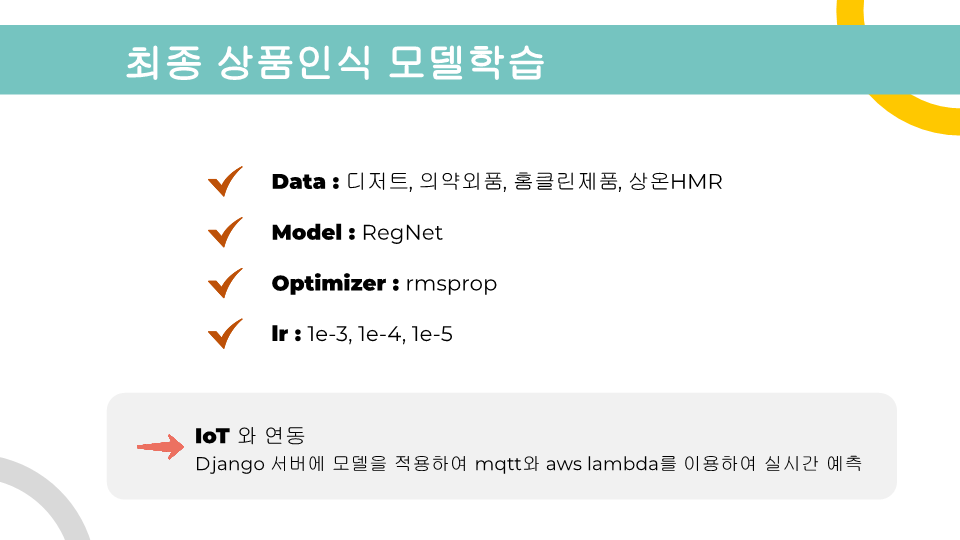 최종 상품인식 모델학습
Data : 디저트, 의약외품, 홈클린제품, 상온HMR
Model : RegNet
Optimizer : rmsprop
lr : 1e-3, 1e-4, 1e-5
IoT 와 연동
Django 서버에 모델을 적용하여 mqtt와 aws lambda를 이용하여 실시간 예측